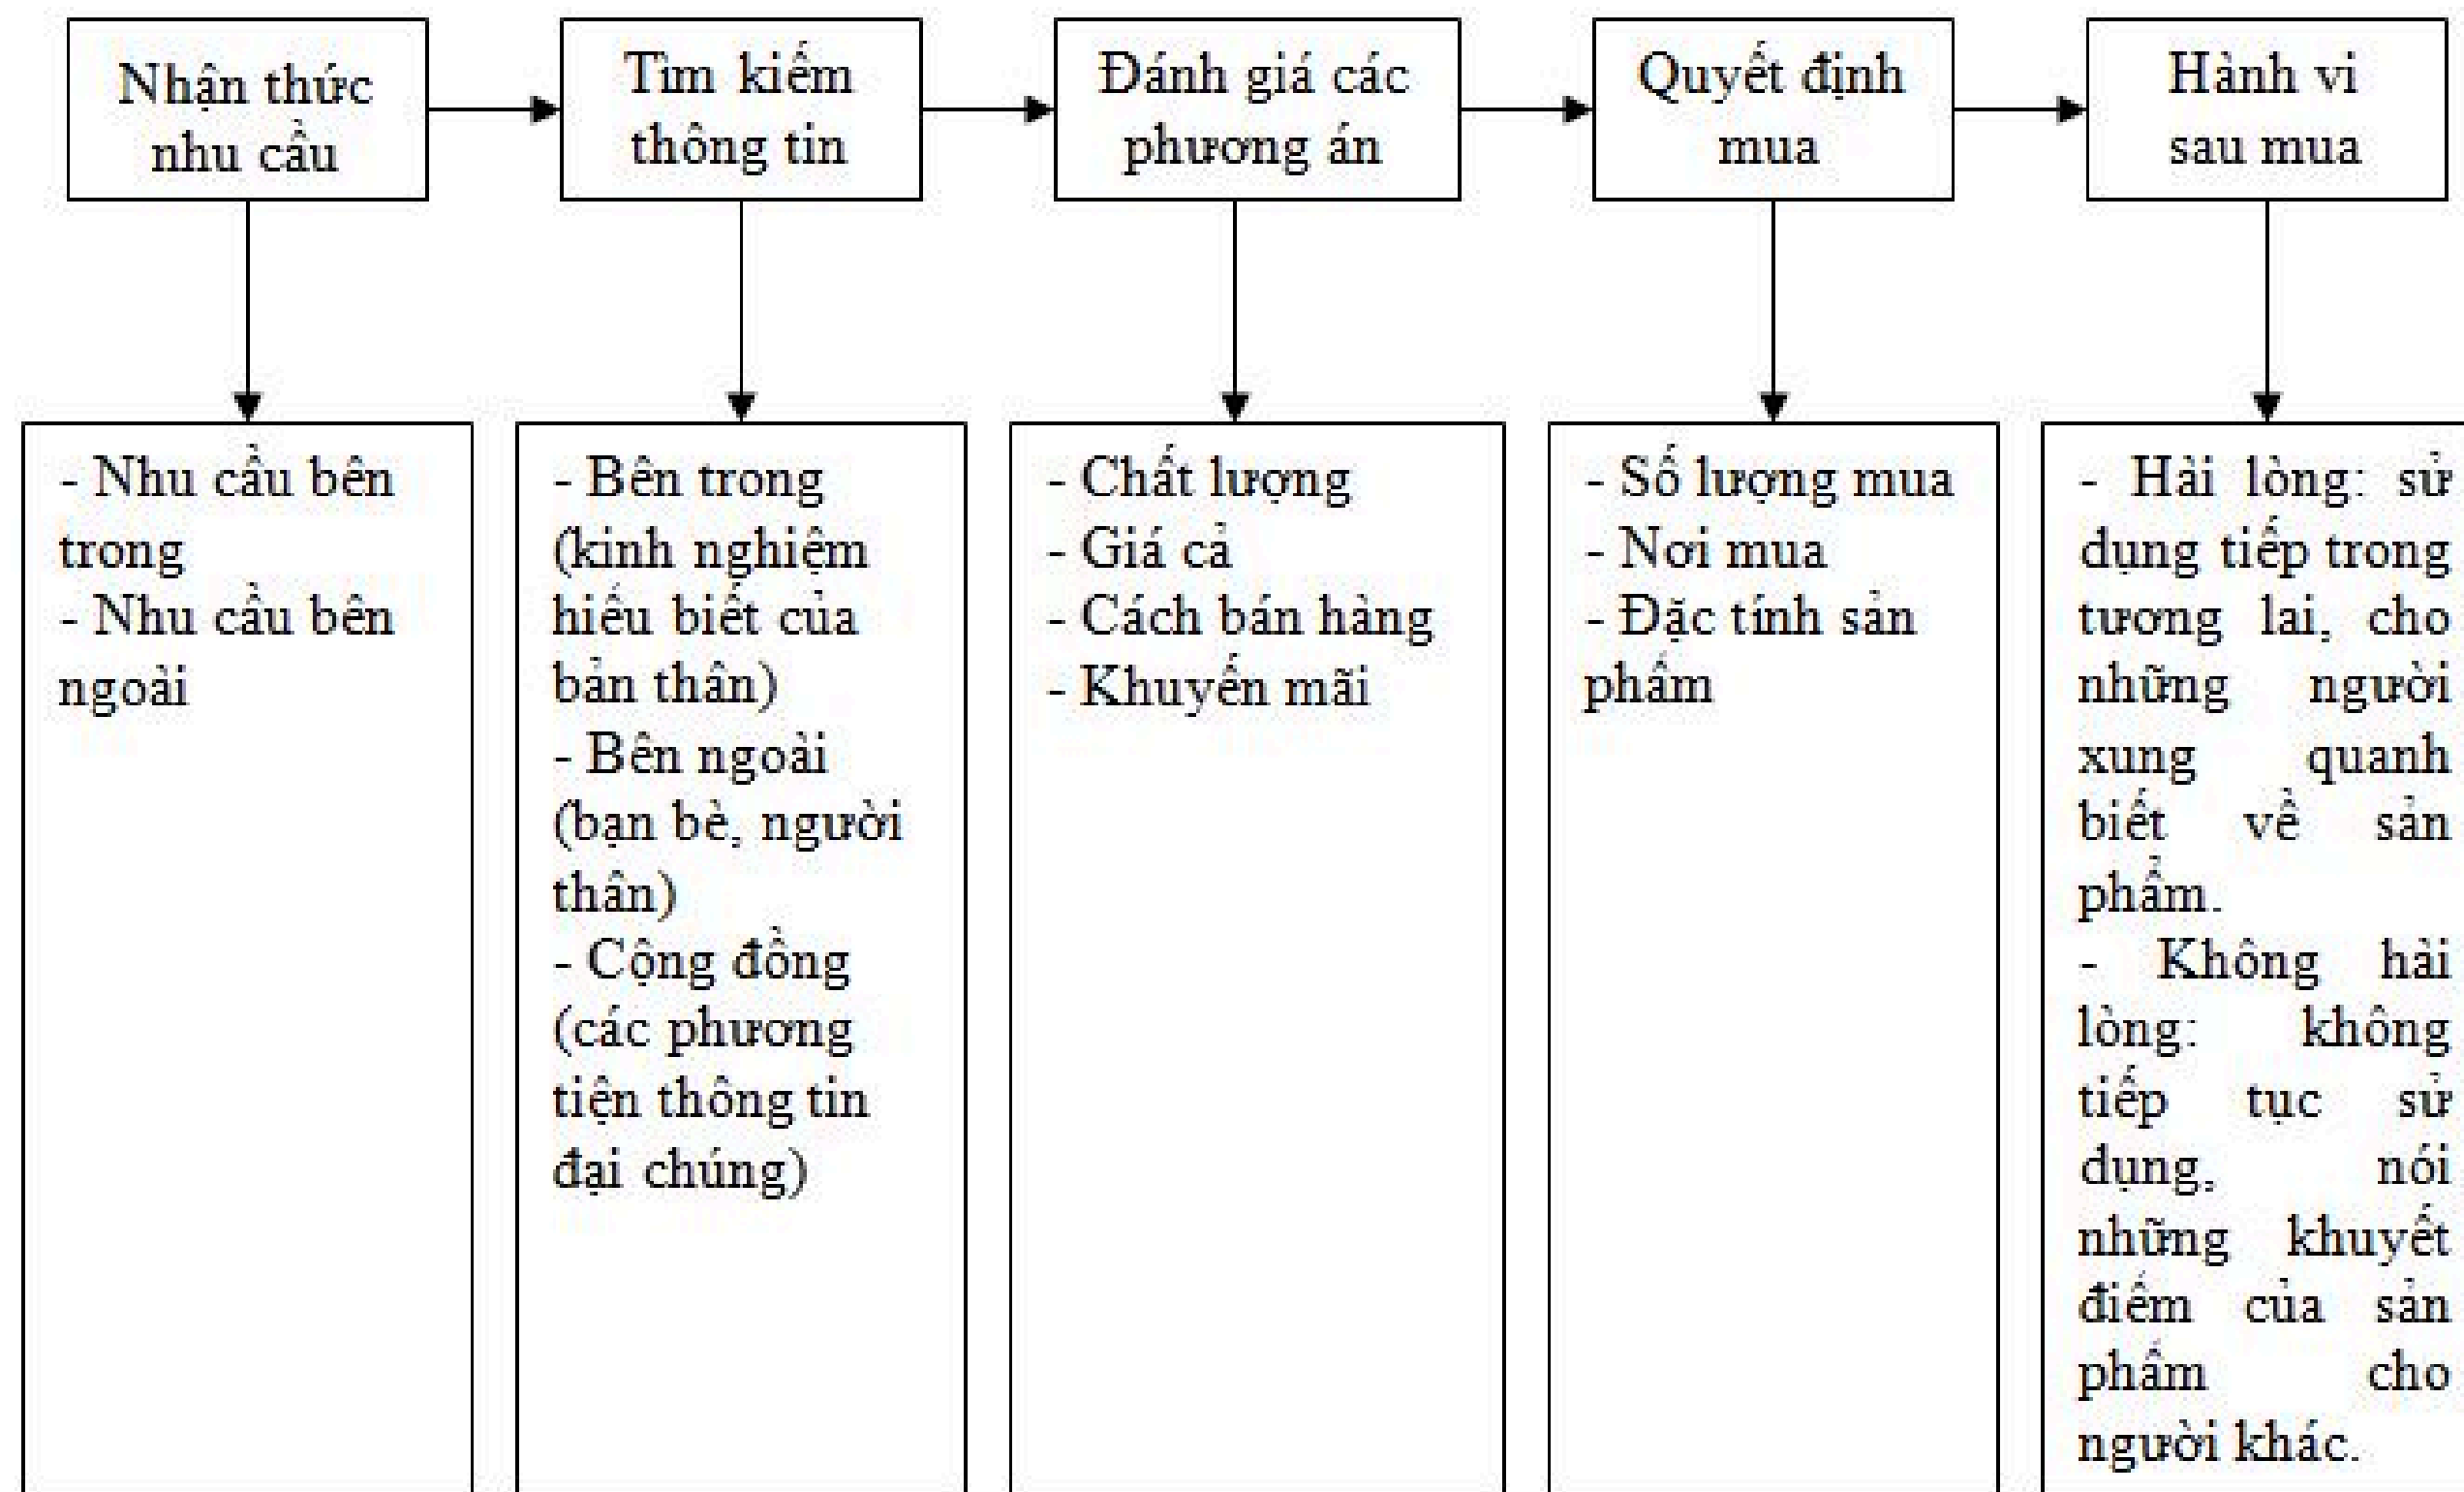 Nhận thức
nhu cầu
Tìm kiếm
thông tin
Đánh giá các
phương án
Quyết định
mua
Hành vi
sau mua
- Nhu cầu bên
trong
- Nhu cầu bên
ngoài
- Bên trong
(kinh nghiệm
hiểu biết của
bản thân)
- Bên ngoài
(bạn bè, người
thân)
- Cộng đồng
(các phương
tiện thông tin
đại chúng)
- Chất lượng
- Giá cả
- Cách bán hàng
- Khuyến mãi
- Số lượng mua
- Nơi mua
- Đặc tính sản
phẩm
- Hài lòng: sử
dụng tiếp trong
tương lai, cho
những người
xung quanh
biết về sản
phẩm.
- Không hài
lòng: không
tiếp tục sử
dụng, nói
những khuyết
điểm của sản
phẩm cho
người khác.